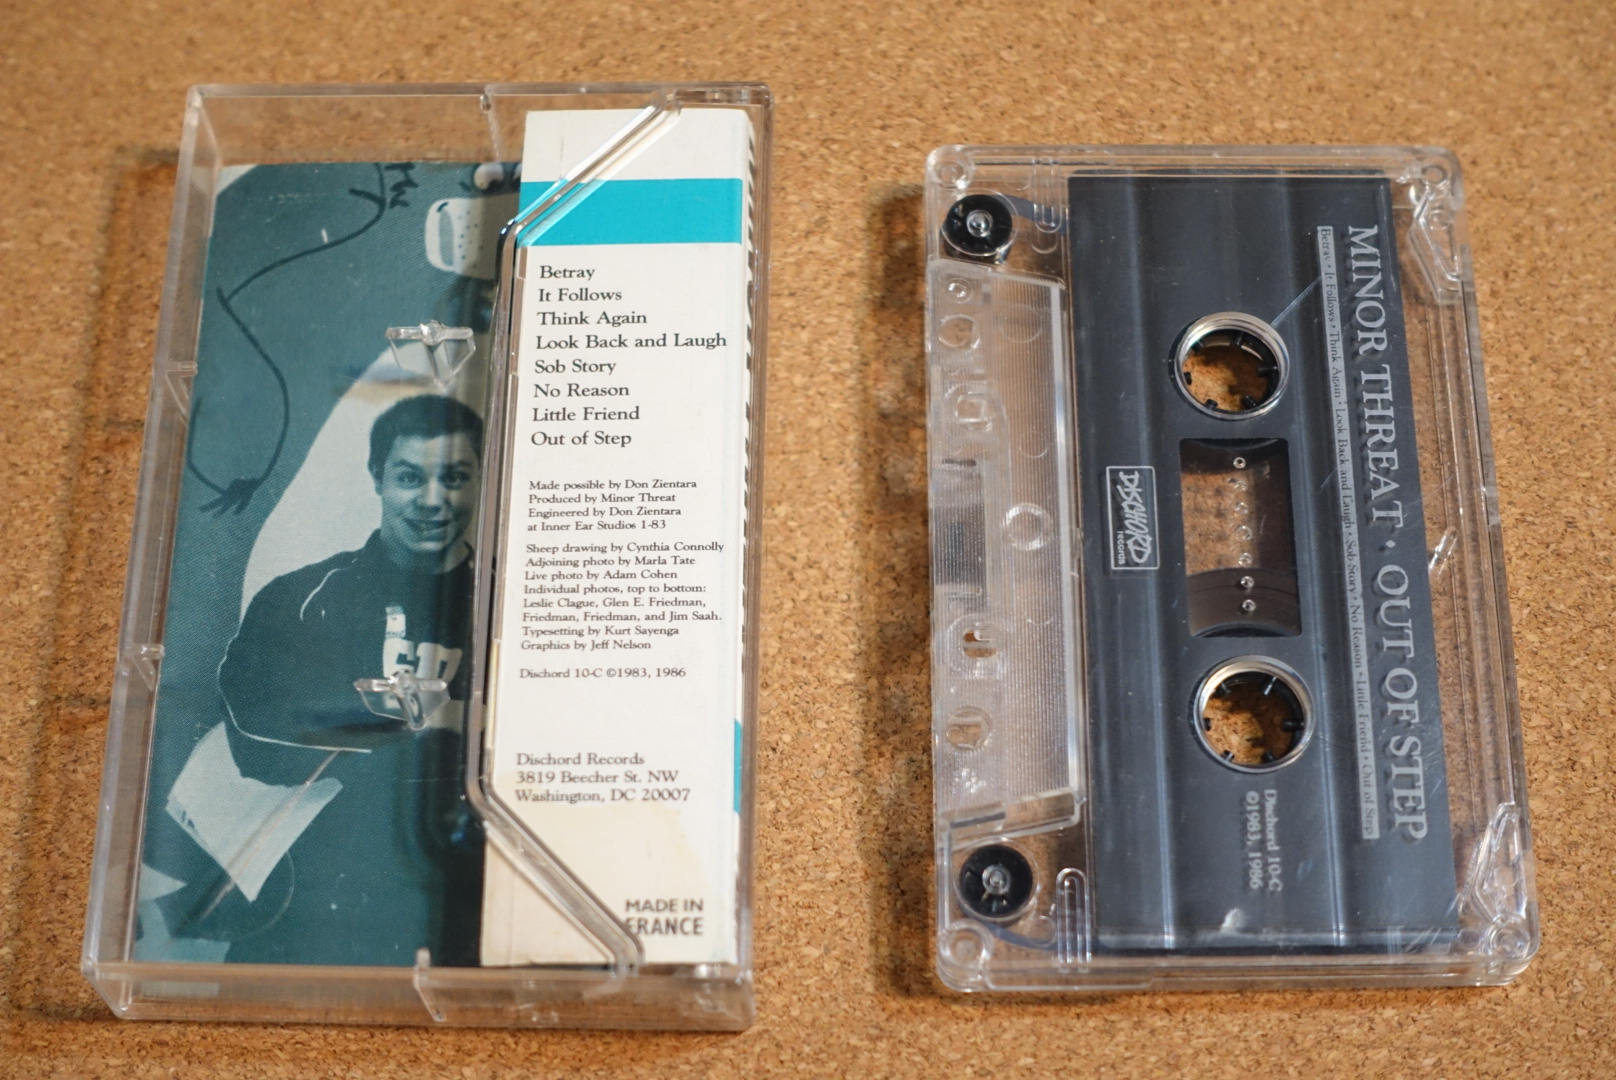 Betray
It Follows
Think Again
Look Back and Laugh
Sob Story
No Reason
Little Friend
Out of Step
Made possible by Don Zientara
Produced by Minor Threat
Engineered by Don Zientara
at Inner Ear Studios 1-83
Sheep drawing by Cynthia Connolly
Adjoining photo by Marla Tate
Live photo by Adam Cohen
Individual photos, top to bottom:
Leslie Clague, Glen E. Friedman,
Friedman, Friedman, and Jim Saah.
Typesetting by Kurt Sayenga
Graphics by Jeff Nelson
Dischord 10-C ©1983, 1986
Dischord Records
3819 Beecher St. NW
Washington, DC 20007
MADE IN
FRANCE
MINOR THREAT · OUT OF STEP
Betray · It Follows · Think Again · Look Back and Laugh · Sob Story · No Reason · Little Friend · Out of Step
DISCHORD
records
Dischord 10-C
©1983, 1986